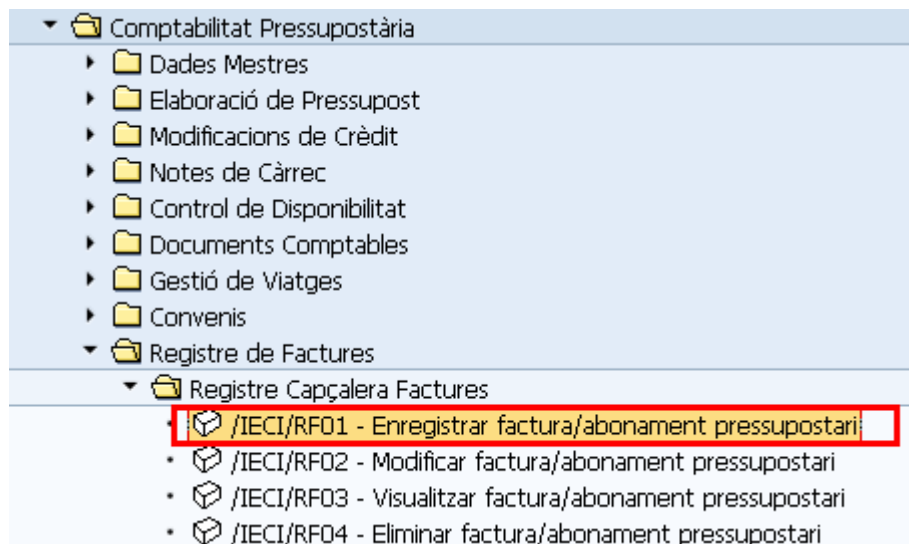 Comptabilitat Pressupostària
Dades Mestres
Elaboració de Pressupost
Modificacions de Crèdit
Notes de Càrrec
Control de Disponibilitat
Documents Comptables
Gestió de Viatges
Convenis
Registre de Factures
Registre Capçalera Factures
/IECI/RF01 - Enregistrar factura/abonament pressupostari
/IECI/RF02 - Modificar factura/abonament pressupostari
/IECI/RF03 - Visualitzar factura/abonament pressupostari
/IECI/RF04 - Eliminar factura/abonament pressupostari